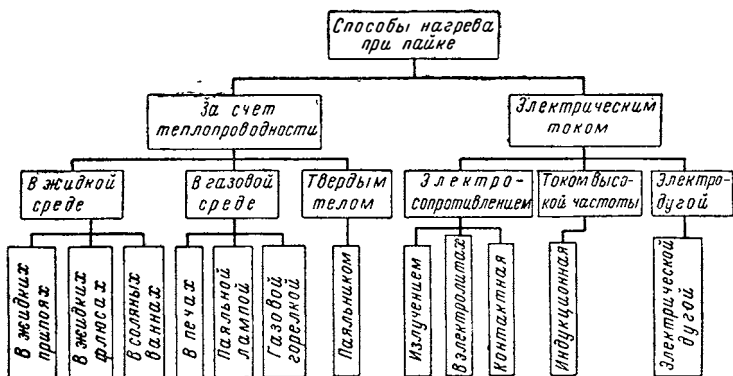 Способы нагрева
при пайке
За счет
теплопроводности
Электрическим
током
В жидкой
среде
В газовой
среде
Твердым
телом
Электро-
сопротивлением
Током высо-
кой частоты
Электро-
дугой
В жидких
припоях
В жидких
флюсах
В соляных
ваннах
В печах
Паяльной
лампой
Газовой
горелкой
Паяльником
Излучением
В электролитах
Контактная
Индукционная
Электрической
дугой